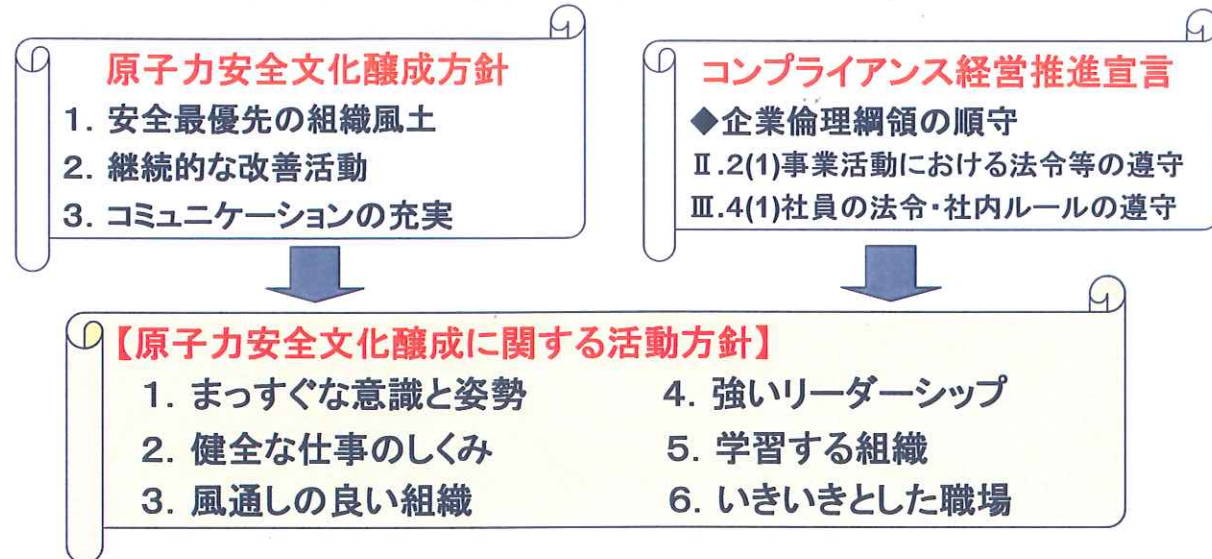 原子力安全文化醸成方針
1. 安全最優先の組織風土
2. 継続的な改善活動
3. コミュニケーションの充実
コンプライアンス経営推進宣言
◆企業倫理綱領の順守
Ⅱ.2(1)事業活動における法令等の遵守
Ⅲ.4(1)社員の法令・社内ルールの遵守
【原子力安全文化醸成に関する活動方針】
1. まっすぐな意識と姿勢
2. 健全な仕事のしくみ
3. 風通しの良い組織
4. 強いリーダーシップ
5. 学習する組織
6. いきいきとした職場